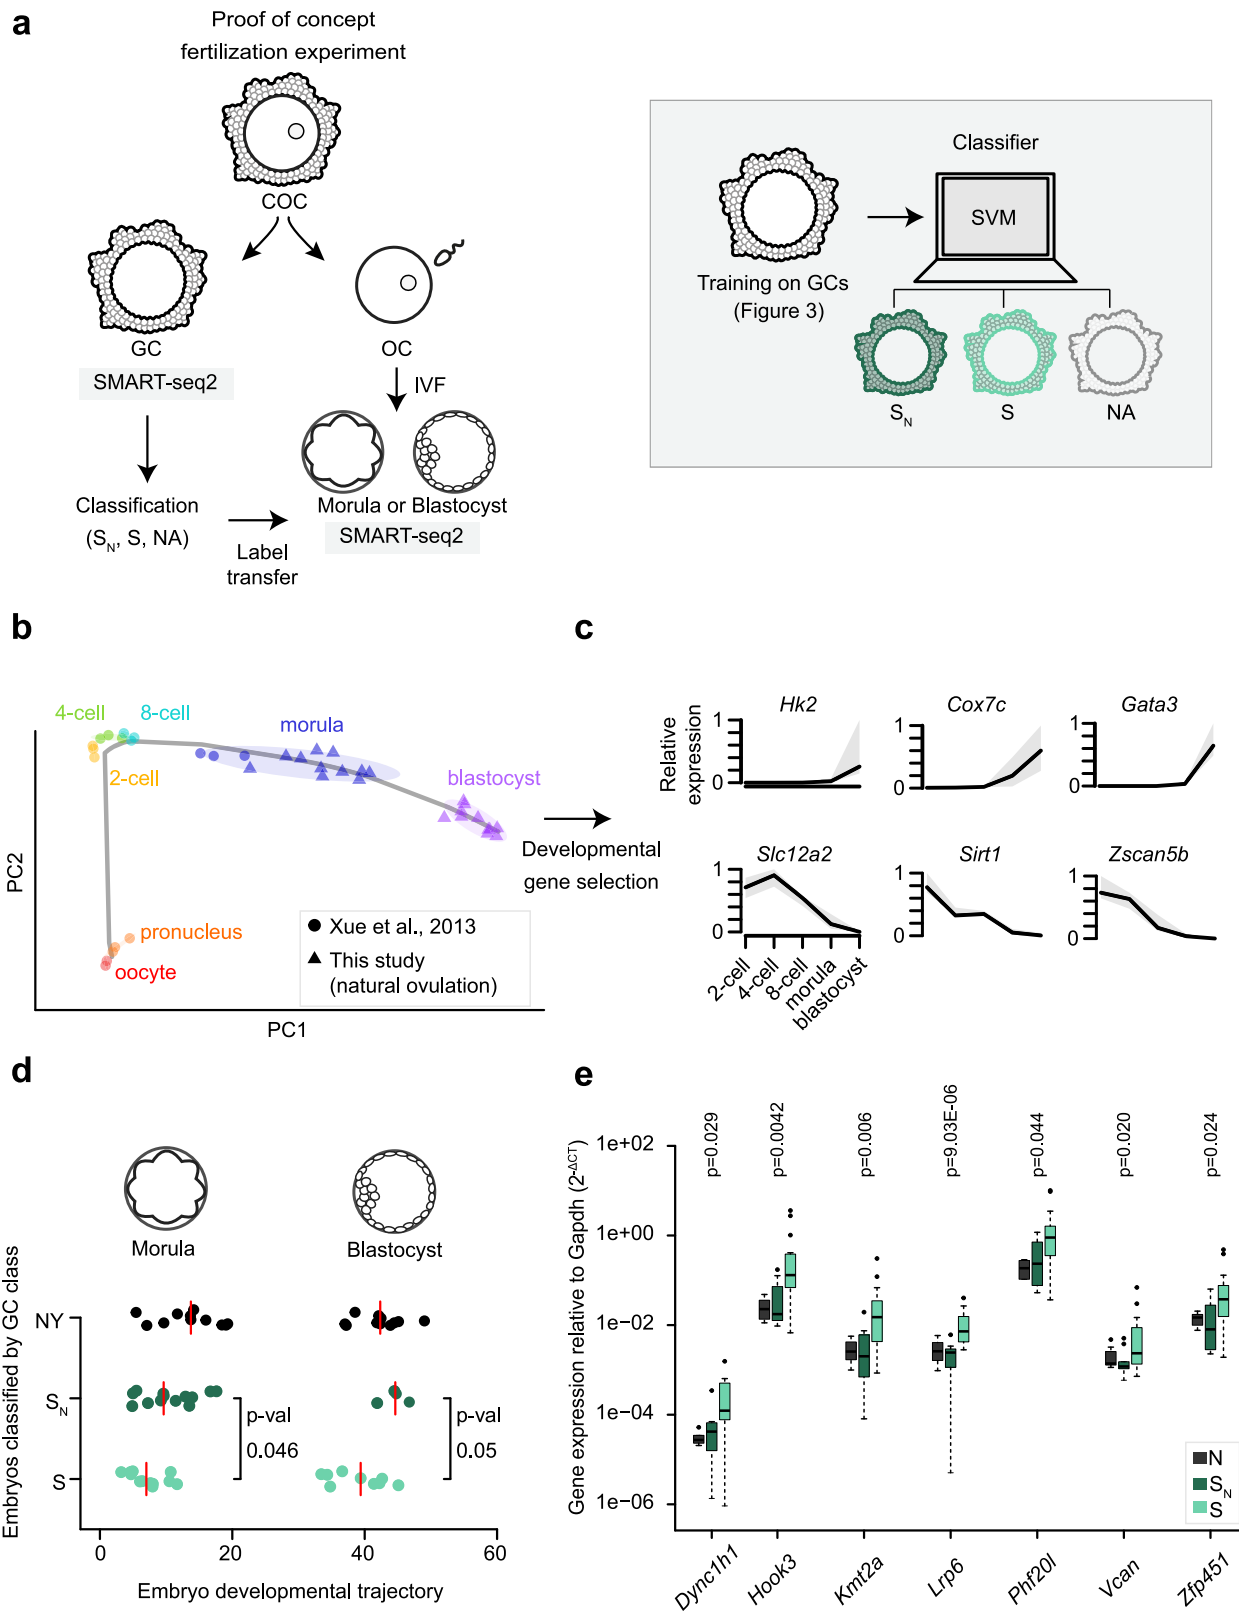 a
Proof of concept
fertilization experiment
COC
GC
SMART-seq2
OC
IVF
Classification
(S_N, S, NA)
Label
transfer
Morula or Blastocyst
SMART-seq2
Classifier
SVM
Training on GCs
(Figure 3)
S_N
S
NA
b
4-cell
8-cell
2-cell
morula
blastocyst
pronucleus
oocyte
Xue et al., 2013
This study
(natural ovulation)
PC2
PC1
Developmental
gene selection
c
Relative
expression
Hk2
1
0
Cox7c
1
0
Gata3
1
0
Slc12a2
1
0
Sirt1
1
0
Zscan5b
1
0
2-cell
4-cell
8-cell
morula
blastocyst
d
Morula
Blastocyst
Embryos classified by GC class
NY
S_N
S
p-val
0.046
p-val
0.05
0
20
40
60
Embryo developmental trajectory
e
Gene expression relative to Gapdh (2^-ΔCT)
1e+02
1e+00
1e−02
1e−04
1e−06
p=0.029
p=0.0042
p=0.006
p=9.03E-06
p=0.044
p=0.020
p=0.024
N
S_N
S
Dync1h1
Hook3
Kmt2a
Lrp6
Phf20l
Vcan
Zfp451